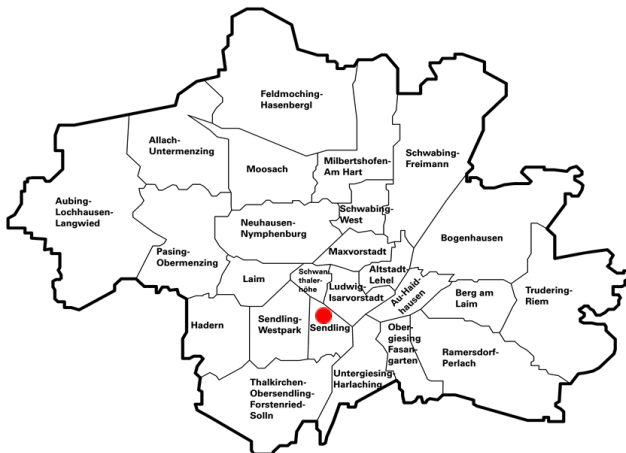 Feldmoching-
Hasenbergl
Allach-
Untermenzing
Moosach
Milbertshofen-
Am Hart
Schwabing-
Freimann
Aubing-
Lochhausen-
Langwied
Schwabing-
West
Neuhausen-
Nymphenburg
Bogenhausen
Pasing-
Obermenzing
Maxvorstadt
Laim
Schwan-
thaler-
höhe
Altstadt-
Lehel
Ludwig-
Isarvorstadt
Au-Haid-
hausen
Berg am
Laim
Trudering-
Riem
Hadern
Sendling-
Westpark
Sendling
Ober-
giesing
Fasan-
garten
Ramersdorf-
Perlach
Untergiesing-
Harlaching
Thalkirchen-
Obersendling-
Forstenried-
Solln